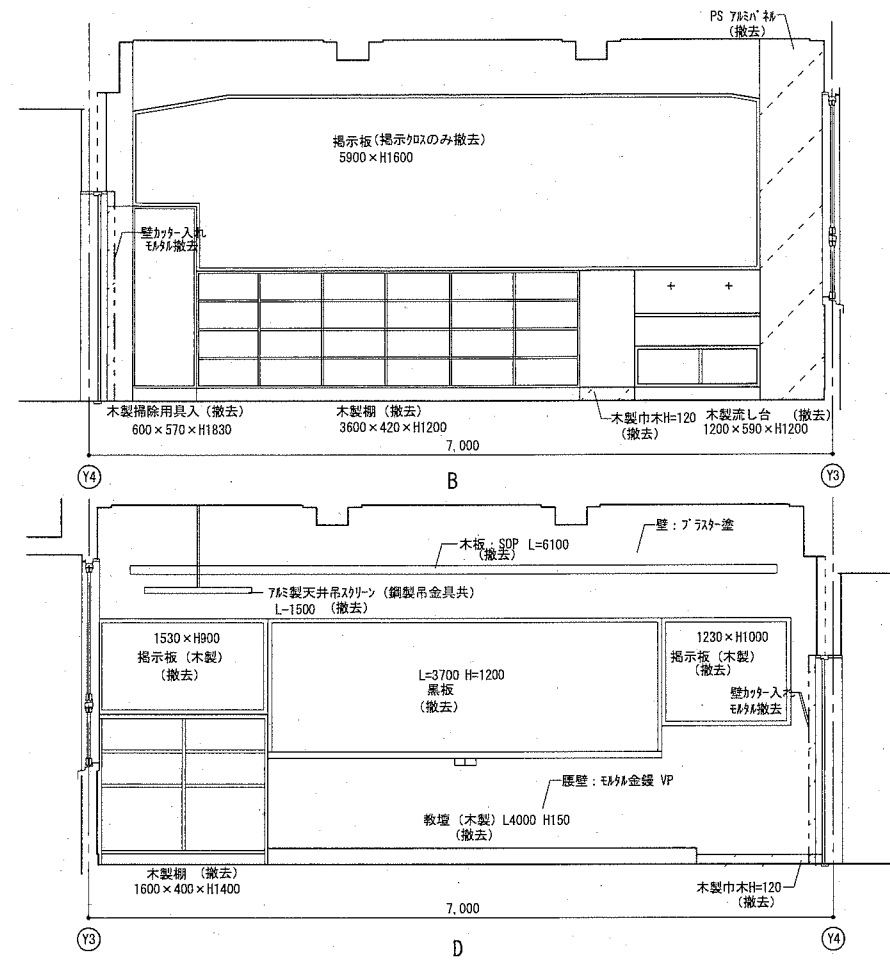 PS アルミパネル
(撤去)
掲示板(掲示クロスのみ撤去)
5900×H1600
壁カッター入れ
モルタル撤去
木製掃除用具入(撤去)
600×570×H1830
木製棚(撤去)
3600×420×H1200
木製巾木H=120
(撤去)
木製流し台 (撤去)
1200×590×H1200
7,000
Y4
B
Y3
壁:プラスター塗
木板:SOP L=6100
(撤去)
アルミ製天井吊スクリーン(鋼製吊金具共)
L-1500 (撤去)
1530×H900
掲示板(木製)
(撤去)
L=3700 H=1200
黒板
(撤去)
1230×H1000
掲示板(木製)
(撤去)
壁カッター入れ
モルタル撤去
腰壁:モルタル金鏝 VP
教壇(木製)L4000 H150
(撤去)
木製棚 (撤去)
1600×400×H1400
木製巾木H=120
(撤去)
7,000
Y3
D
Y4